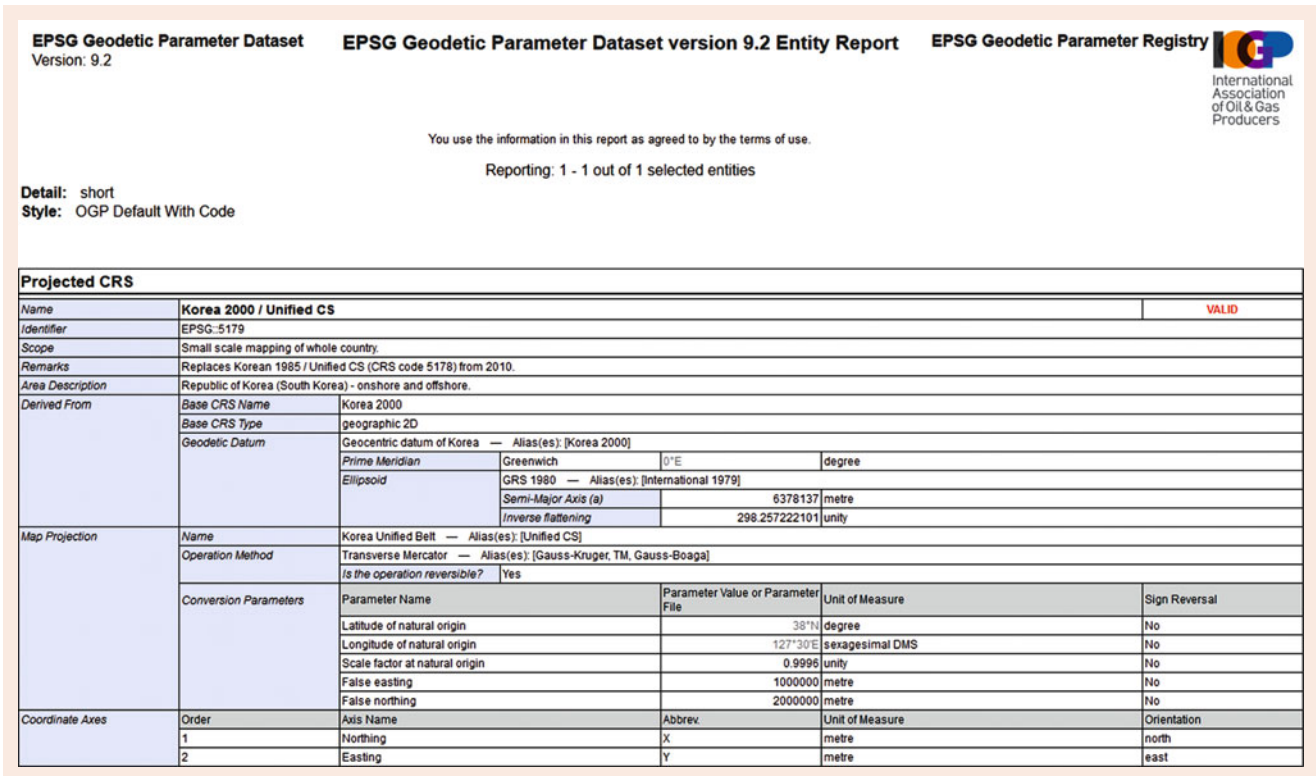 EPSG Geodetic Parameter Dataset
Version: 9.2
EPSG Geodetic Parameter Dataset version 9.2 Entity Report
EPSG Geodetic Parameter Registry
IOGP
International
Association
of Oil & Gas
Producers
You use the information in this report as agreed to by the terms of use.
Reporting: 1 - 1 out of 1 selected entities
Detail: short
Style: OGP Default With Code
Projected CRS
Name Korea 2000 / Unified CS VALID
Identifier EPSG::5179
Scope Small scale mapping of whole country.
Remarks Replaces Korean 1985 / Unified CS (CRS code 5178) from 2010.
Area Description Republic of Korea (South Korea) - onshore and offshore.
Derived From Base CRS Name Korea 2000
Base CRS Type geographic 2D
Geodetic Datum Geocentric datum of Korea — Alias(es): [Korea 2000]
Prime Meridian Greenwich 0°E degree
Ellipsoid GRS 1980 — Alias(es): [International 1979]
Semi-Major Axis (a) 6378137 metre
Inverse flattening 298.257222101 unity
Map Projection Name Korea Unified Belt — Alias(es): [Unified CS]
Operation Method Transverse Mercator — Alias(es): [Gauss-Kruger, TM, Gauss-Boaga]
Is the operation reversible? Yes
Conversion Parameters Parameter Name Parameter Value or Parameter File Unit of Measure Sign Reversal
Latitude of natural origin 38°N degree No
Longitude of natural origin 127°30'E sexagesimal DMS No
Scale factor at natural origin 0.9996 unity No
False easting 1000000 metre No
False northing 2000000 metre No
Coordinate Axes Order Axis Name Abbrev. Unit of Measure Orientation
1 Northing X metre north
2 Easting Y metre east